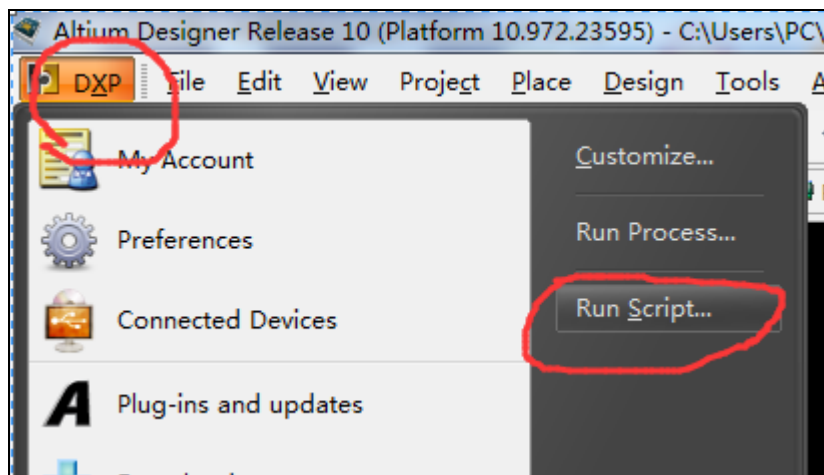 Altium Designer Release 10 (Platform 10.972.23595) - C:\Users\PC\
DXP File Edit View Project Place Design Tools A
My Account
Preferences
Connected Devices
Plug-ins and updates
Customize...
Run Process...
Run Script...